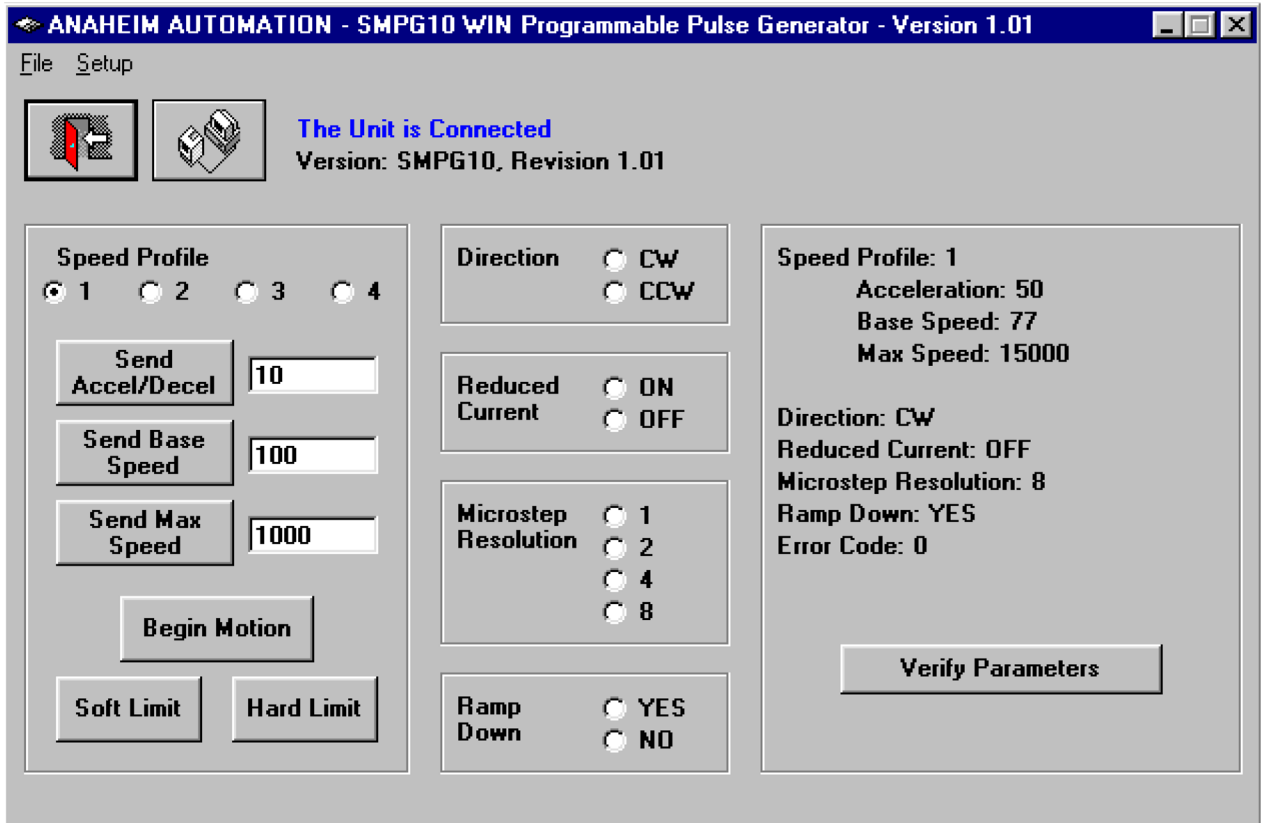 ANAHEIM AUTOMATION - SMPG10 WIN Programmable Pulse Generator - Version 1.01
File Setup
The Unit is Connected
Version: SMPG10, Revision 1.01
Speed Profile
1 2 3 4
Send
Accel/Decel
10
Send Base
Speed
100
Send Max
Speed
1000
Begin Motion
Soft Limit
Hard Limit
Direction
CW
CCW
Reduced
Current
ON
OFF
Microstep
Resolution
1
2
4
8
Ramp
Down
YES
NO
Speed Profile: 1
Acceleration: 50
Base Speed: 77
Max Speed: 15000
Direction: CW
Reduced Current: OFF
Microstep Resolution: 8
Ramp Down: YES
Error Code: 0
Verify Parameters